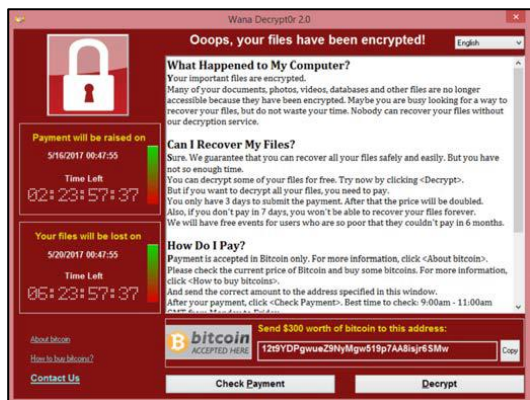 Wana Decrypt0r 2.0
Ooops, your files have been encrypted!
English
Payment will be raised on
5/16/2017 00:47:55
Time Left
02:23:57:37
Your files will be lost on
5/20/2017 00:47:55
Time Left
06:23:57:37
About bitcoin
How to buy bitcoins?
Contact Us
What Happened to My Computer?
Your important files are encrypted.
Many of your documents, photos, videos, databases and other files are no longer
accessible because they have been encrypted. Maybe you are busy looking for a way to
recover your files, but do not waste your time. Nobody can recover your files without
our decryption service.
Can I Recover My Files?
Sure. We guarantee that you can recover all your files safely and easily. But you have
not so enough time.
You can decrypt some of your files for free. Try now by clicking <Decrypt>.
But if you want to decrypt all your files, you need to pay.
You only have 3 days to submit the payment. After that the price will be doubled.
Also, if you don't pay in 7 days, you won't be able to recover your files forever.
We will have free events for users who are so poor that they couldn't pay in 6 months.
How Do I Pay?
Payment is accepted in Bitcoin only. For more information, click <About bitcoin>.
Please check the current price of Bitcoin and buy some bitcoins. For more information,
click <How to buy bitcoins>.
And send the correct amount to the address specified in this window.
After your payment, click <Check Payment>. Best time to check: 9:00am - 11:00am
GMT from Monday to Friday.
bitcoin
ACCEPTED HERE
Send $300 worth of bitcoin to this address:
12t9YDPgwueZ9NyMgw519p7AA8isjr6SMw
Copy
Check Payment
Decrypt